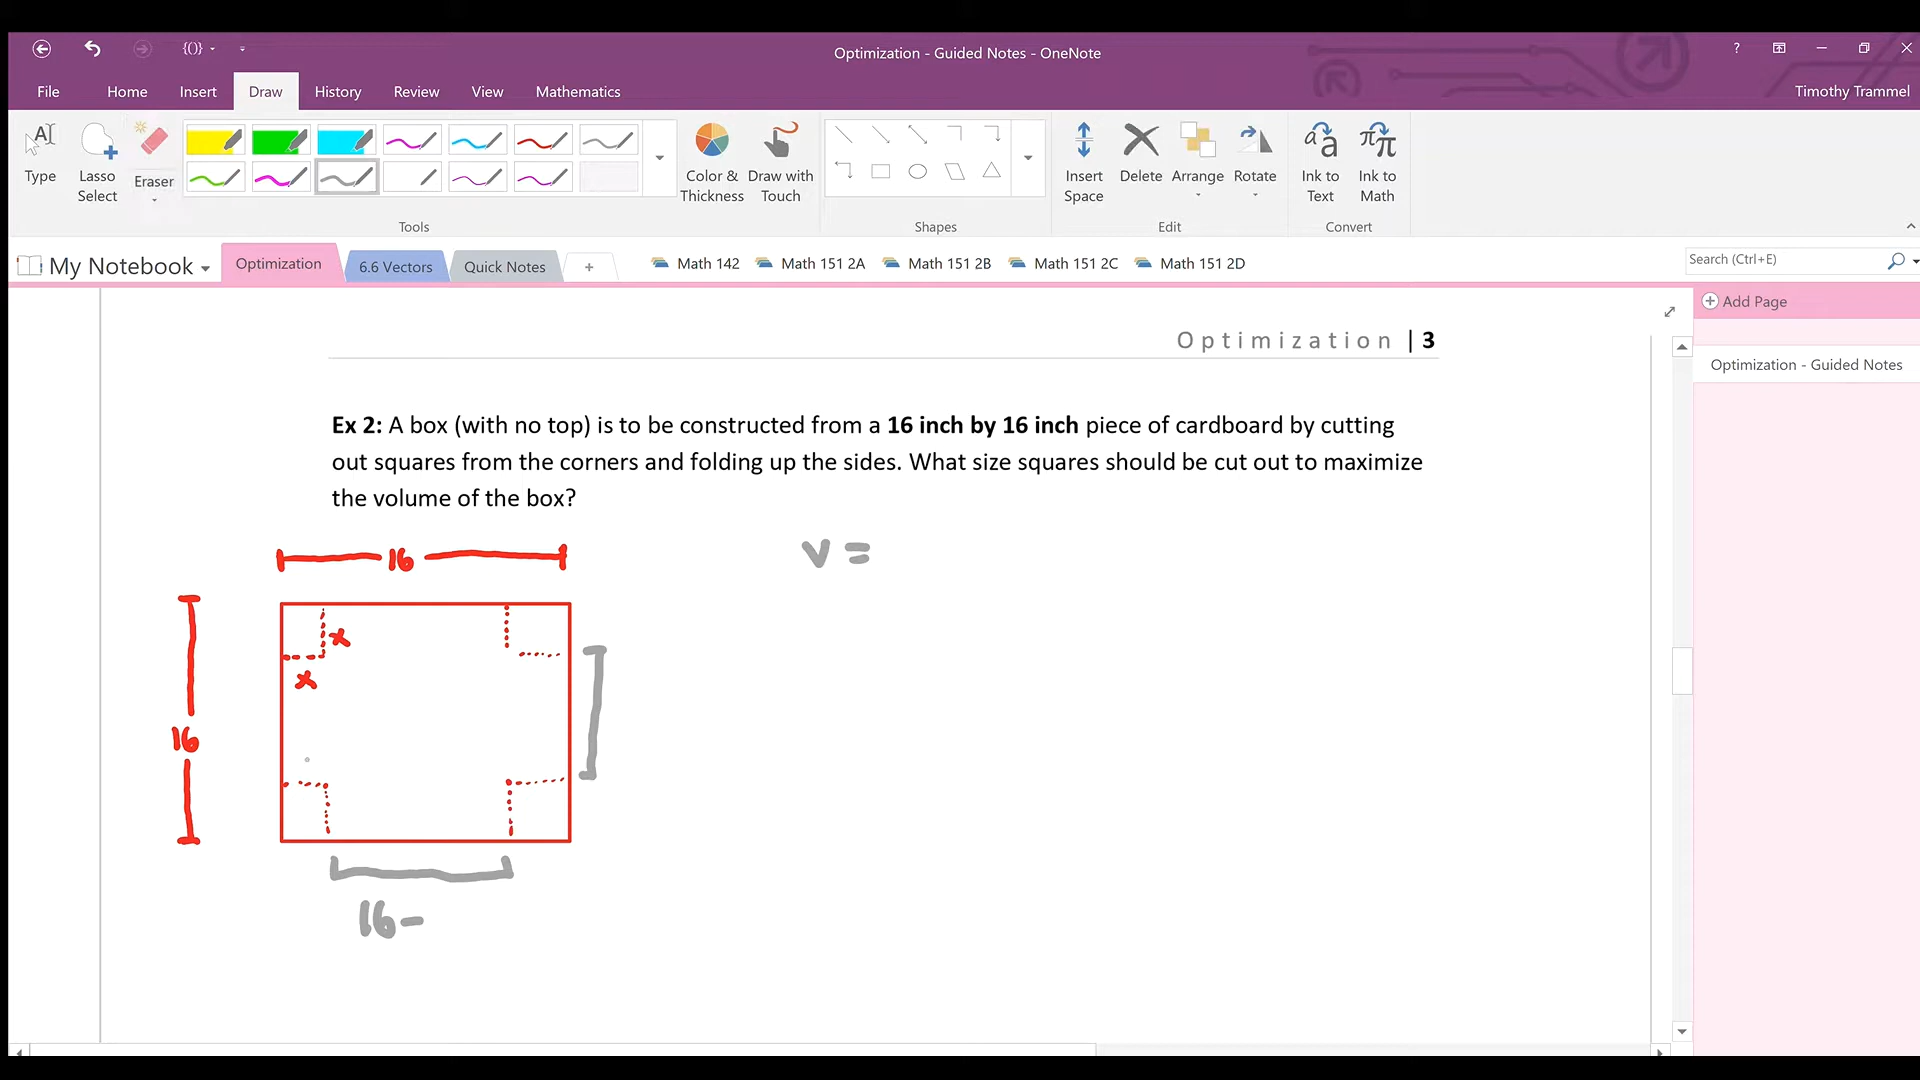 Optimization - Guided Notes - OneNote
?
File Home Insert Draw History Review View Mathematics
Timothy Trammel
Type
Lasso Select
Eraser
Color & Thickness
Draw with Touch
Insert Space
Delete
Arrange
Rotate
Ink to Text
Ink to Math
Tools
Shapes
Edit
Convert
My Notebook
Optimization
6.6 Vectors
Quick Notes
+
Math 142
Math 151 2A
Math 151 2B
Math 151 2C
Math 151 2D
Search (Ctrl+E)
Add Page
Optimization - Guided Notes
Optimization | 3
Ex 2: A box (with no top) is to be constructed from a 16 inch by 16 inch piece of cardboard by cutting
out squares from the corners and folding up the sides. What size squares should be cut out to maximize
the volume of the box?
V =
16
x
x
16
16-